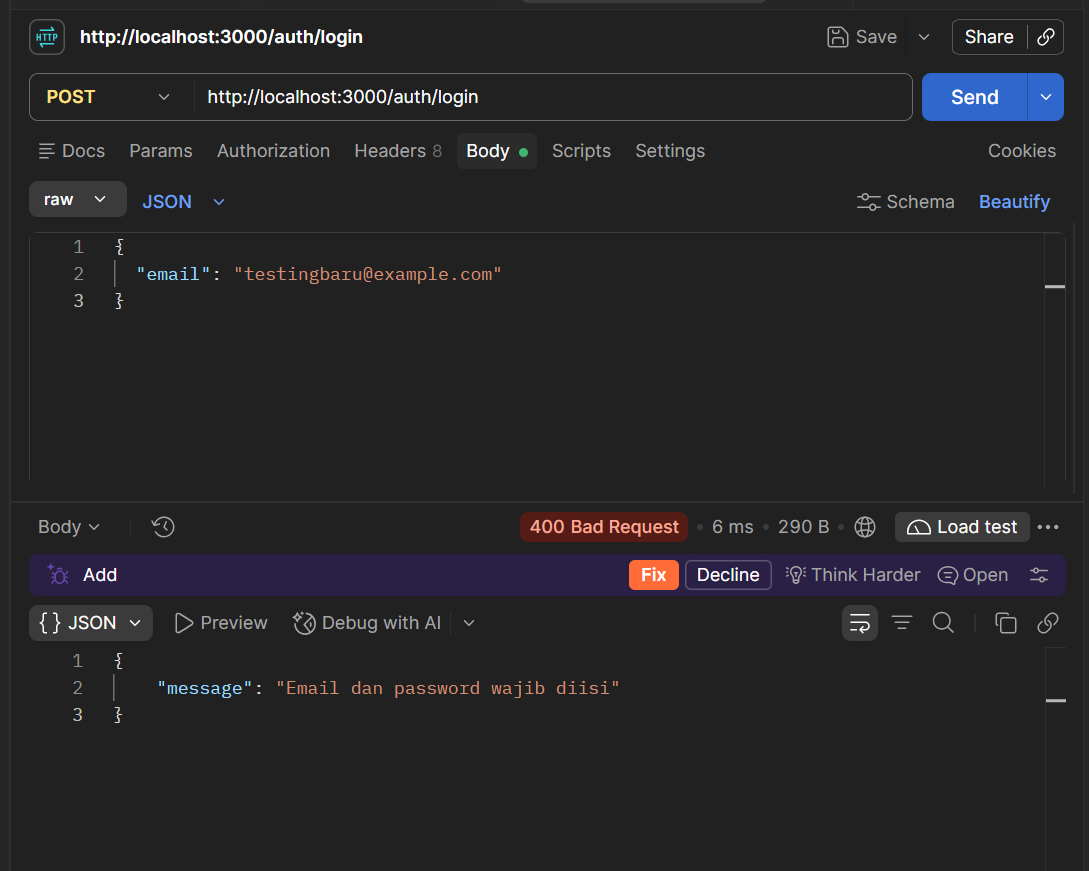 HTTP http://localhost:3000/auth/login Save Share
POST http://localhost:3000/auth/login Send
Docs Params Authorization Headers 8 Body Scripts Settings Cookies
raw JSON Schema Beautify
1 {
2 "email": "testingbaru@example.com"
3 }
Body 400 Bad Request • 6 ms • 290 B • Load test
Add Fix Decline Think Harder Open
{} JSON Preview Debug with AI
1 {
2 "message": "Email dan password wajib diisi"
3 }